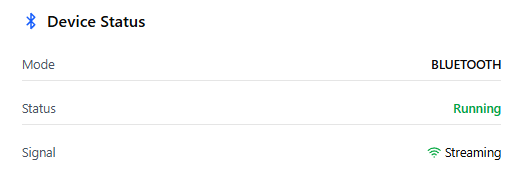 Device Status
Mode BLUETOOTH
Status Running
Signal Streaming